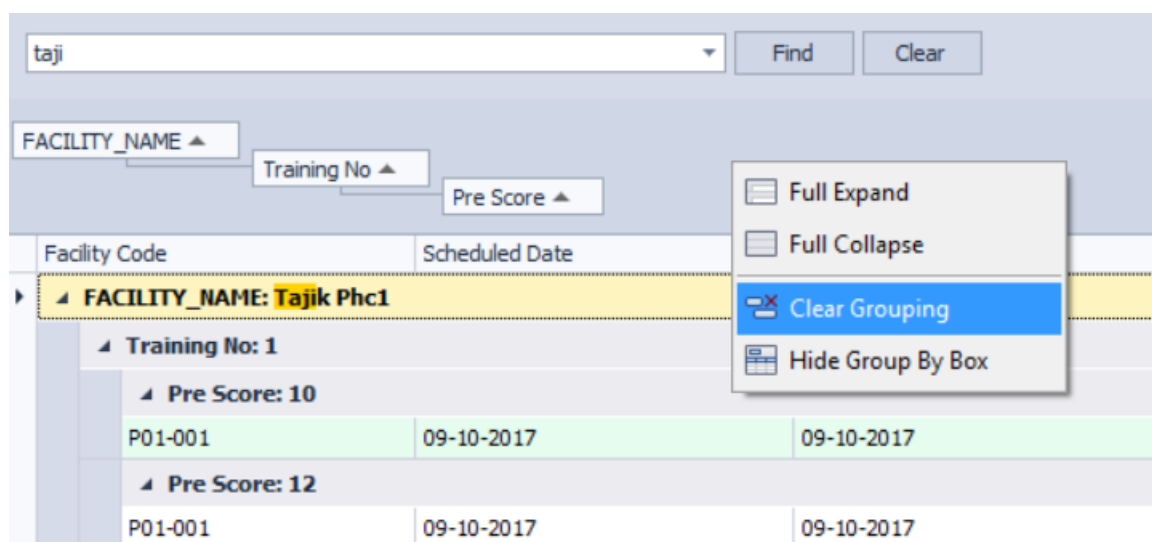 taji Find Clear
FACILITY_NAME
Training No
Pre Score
Full Expand
Full Collapse
Clear Grouping
Hide Group By Box
Facility Code Scheduled Date
FACILITY_NAME: Tajik Phc1
Training No: 1
Pre Score: 10
P01-001 09-10-2017 09-10-2017
Pre Score: 12
P01-001 09-10-2017 09-10-2017